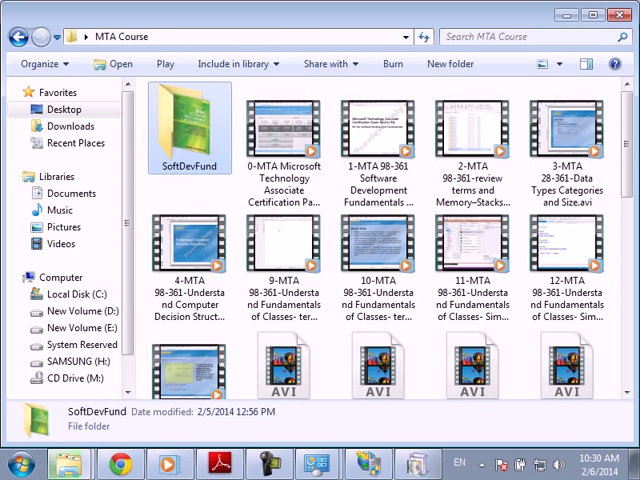 MTA Course
Search MTA Course
Organize
Open
Play
Include in library
Share with
Burn
New folder
Favorites
Desktop
Downloads
Recent Places
Libraries
Documents
Music
Pictures
Videos
Computer
Local Disk (C:)
New Volume (D:)
New Volume (E:)
System Reserved
SAMSUNG (H:)
CD Drive (M:)
SoftDevFund
0-MTA Microsoft
Technology
Associate
Certification Pa...
1-MTA 98-361
Software
Development
Fundamentals ...
2-MTA
98-361-review
terms and
Memory–Stacks...
3-MTA
28-361-Data
Types Categories
and Size.avi
4-MTA
98-361-Understa
nd Computer
Decision Struct...
9-MTA
98-361-Understa
nd Fundamentals
of Classes- ter...
10-MTA
98-361-Understa
nd Fundamentals
of Classes- ter...
11-MTA
98-361-Understa
nd Fundamentals
of Classes- Sim...
12-MTA
98-361-Understa
nd Fundamentals
of Classes- Sim...
AVI
AVI
AVI
AVI
SoftDevFund Date modified: 2/5/2014 12:56 PM
File folder
EN
10:30 AM
2/6/2014